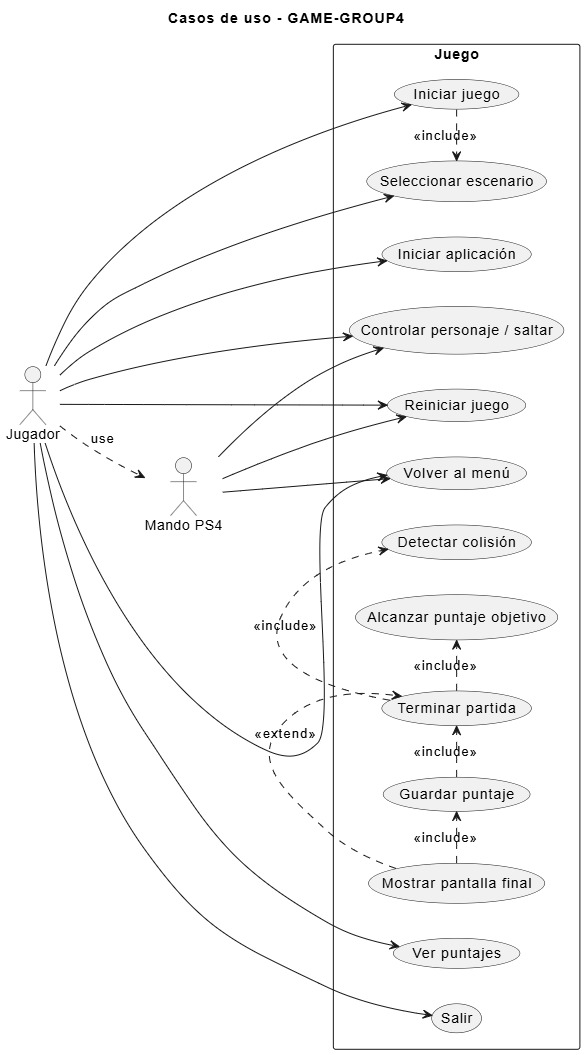 Casos de uso - GAME-GROUP4
Juego
Iniciar juego
«include»
Seleccionar escenario
Iniciar aplicación
Controlar personaje / saltar
Reiniciar juego
Jugador
use
Volver al menú
Mando PS4
Detectar colisión
Alcanzar puntaje objetivo
«include»
«include»
Terminar partida
«extend»
«include»
Guardar puntaje
«include»
Mostrar pantalla final
Ver puntajes
Salir